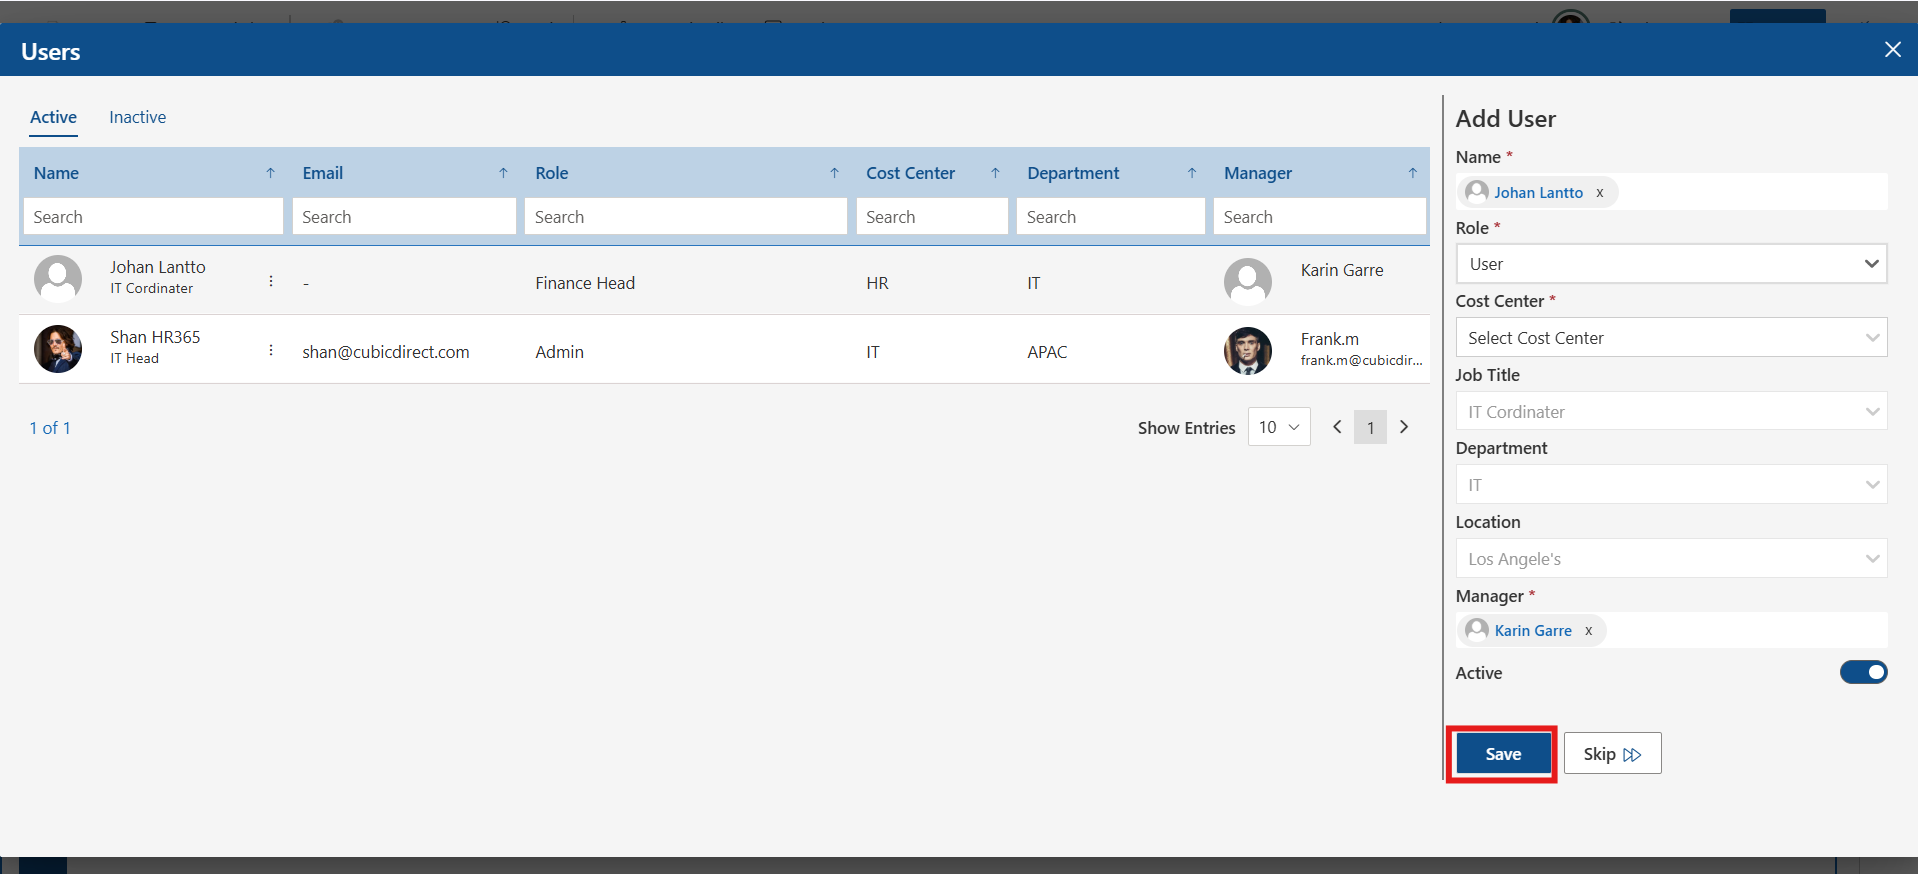 Users
Active Inactive
Name Email Role Cost Center Department Manager
Search Search Search Search Search Search
Johan Lantto
IT Cordinater
- Finance Head HR IT Karin Garre
Shan HR365
IT Head
shan@cubicdirect.com Admin IT APAC Frank.m
frank.m@cubicdir...
1 of 1 Show Entries 10 1
Add User
Name *
Johan Lantto x
Role *
User
Cost Center *
Select Cost Center
Job Title
IT Cordinater
Department
IT
Location
Los Angele's
Manager *
Karin Garre x
Active
Save Skip